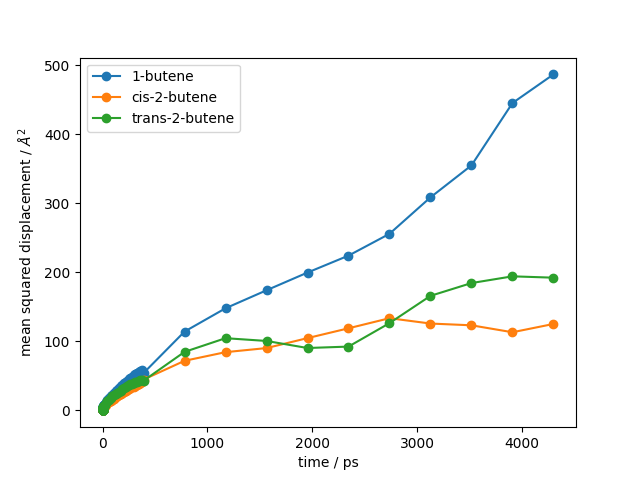 1-butene
cis-2-butene
trans-2-butene
500
400
300
200
100
0
mean squared displacement / Å²
0 1000 2000 3000 4000
time / ps